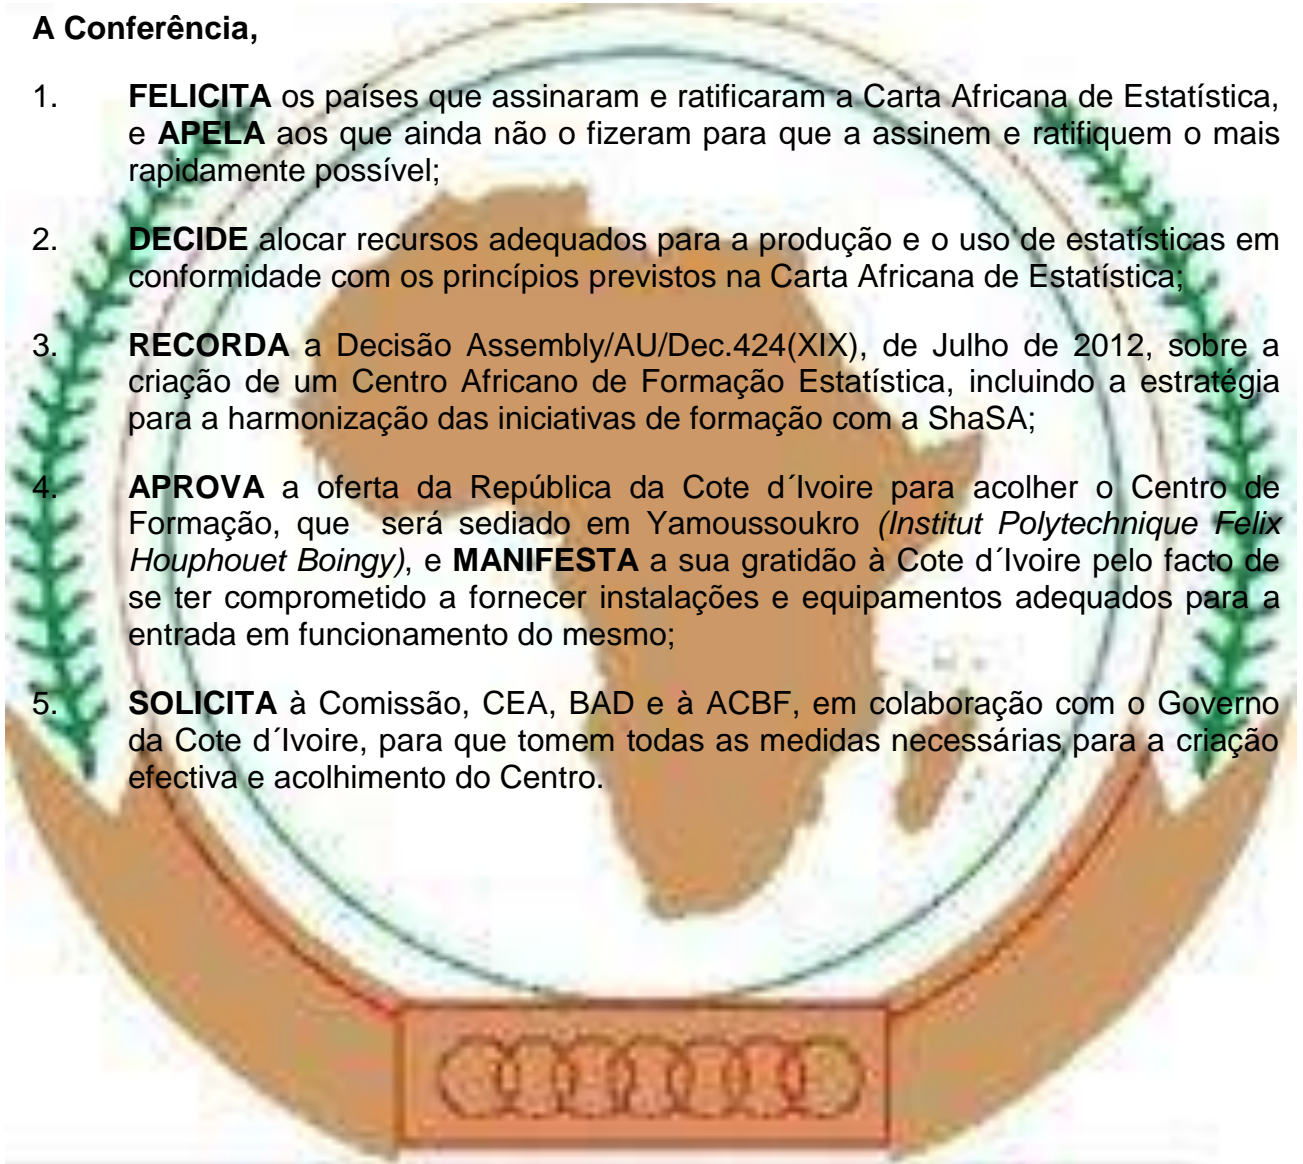 A Conferência,
1. FELICITA os países que assinaram e ratificaram a Carta Africana de Estatística,
e APELA aos que ainda não o fizeram para que a assinem e ratifiquem o mais
rapidamente possível;
2. DECIDE alocar recursos adequados para a produção e o uso de estatísticas em
conformidade com os princípios previstos na Carta Africana de Estatística;
3. RECORDA a Decisão Assembly/AU/Dec.424(XIX), de Julho de 2012, sobre a
criação de um Centro Africano de Formação Estatística, incluindo a estratégia
para a harmonização das iniciativas de formação com a ShaSA;
4. APROVA a oferta da República da Cote d´Ivoire para acolher o Centro de
Formação, que será sediado em Yamoussoukro (Institut Polytechnique Felix
Houphouet Boingy), e MANIFESTA a sua gratidão à Cote d´Ivoire pelo facto de
se ter comprometido a fornecer instalações e equipamentos adequados para a
entrada em funcionamento do mesmo;
5. SOLICITA à Comissão, CEA, BAD e à ACBF, em colaboração com o Governo
da Cote d´Ivoire, para que tomem todas as medidas necessárias para a criação
efectiva e acolhimento do Centro.